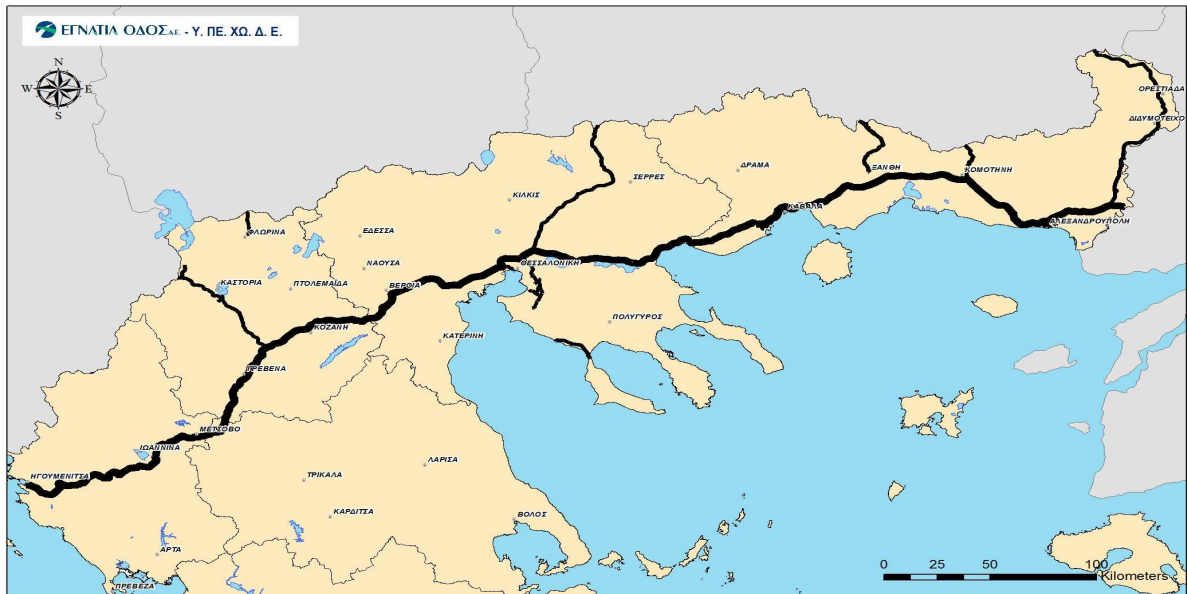 ΕΓΝΑΤΙΑ ΟΔΟΣ Α.Ε. - Υ. ΠΕ. ΧΩ. Δ. Ε.
N
W E
S
ΟΡΕΣΤΙΑΔΑ
ΔΙΔΥΜΟΤΕΙΧΟ
ΔΡΑΜΑ
ΞΑΝΘΗ
ΚΟΜΟΤΗΝΗ
ΣΕΡΡΕΣ
ΚΙΛΚΙΣ
ΚΑΒΑΛΑ
ΑΛΕΞΑΝΔΡΟΥΠΟΛΗ
ΦΛΩΡΙΝΑ
ΕΔΕΣΣΑ
ΘΕΣΣΑΛΟΝΙΚΗ
ΝΑΟΥΣΑ
ΚΑΣΤΟΡΙΑ
ΠΤΟΛΕΜΑΪΔΑ
ΒΕΡΟΙΑ
ΠΟΛΥΓΥΡΟΣ
ΚΟΖΑΝΗ
ΚΑΤΕΡΙΝΗ
ΓΡΕΒΕΝΑ
ΜΕΤΣΟΒΟ
ΙΩΑΝΝΙΝΑ
ΛΑΡΙΣΑ
ΗΓΟΥΜΕΝΙΤΣΑ
ΤΡΙΚΑΛΑ
ΚΑΡΔΙΤΣΑ
ΒΟΛΟΣ
ΑΡΤΑ
ΠΡΕΒΕΖΑ
0 25 50 100
Kilometers